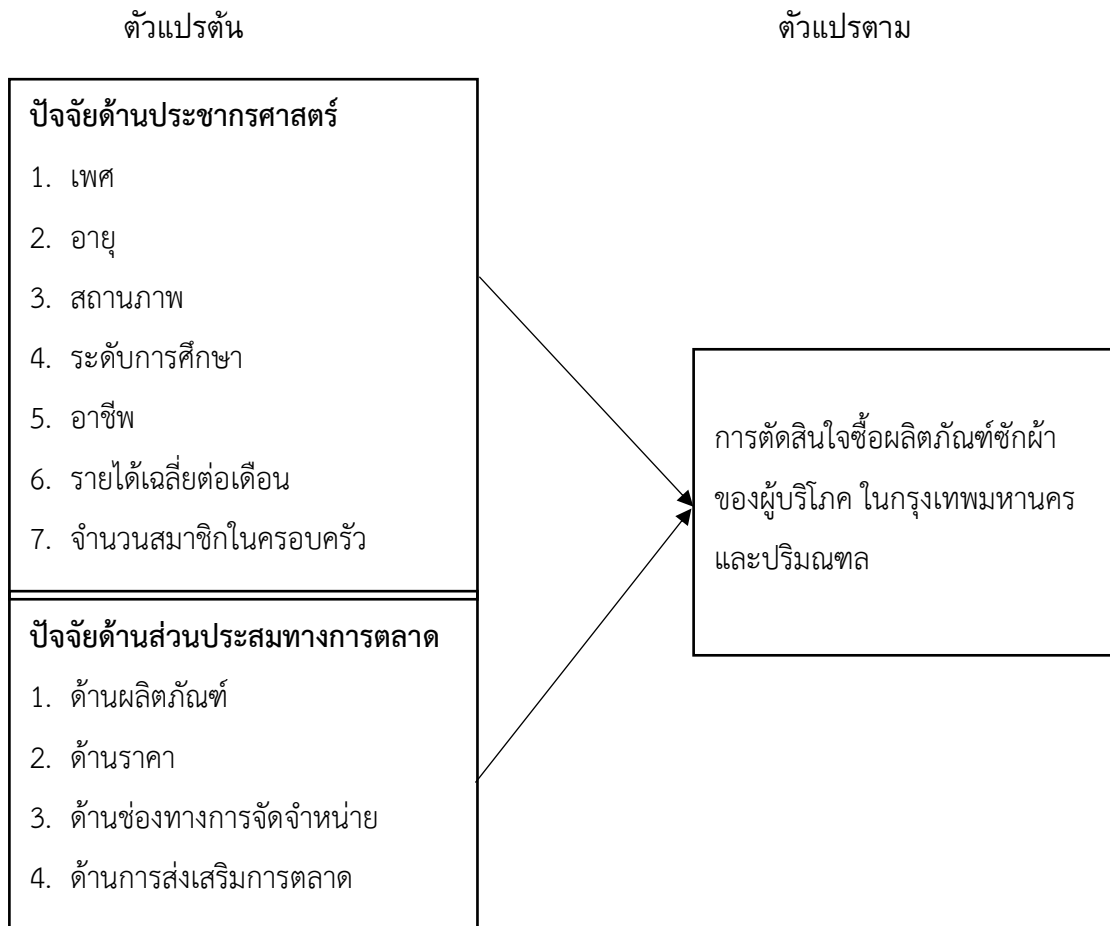 ตัวแปรต้น
ตัวแปรตาม
ปัจจัยด้านประชากรศาสตร์
1. เพศ
2. อายุ
3. สถานภาพ
4. ระดับการศึกษา
5. อาชีพ
6. รายได้เฉลี่ยต่อเดือน
7. จำนวนสมาชิกในครอบครัว
ปัจจัยด้านส่วนประสมทางการตลาด
1. ด้านผลิตภัณฑ์
2. ด้านราคา
3. ด้านช่องทางการจัดจำหน่าย
4. ด้านการส่งเสริมการตลาด
การตัดสินใจซื้อผลิตภัณฑ์ซักผ้า
ของผู้บริโภค ในกรุงเทพมหานคร
และปริมณฑล